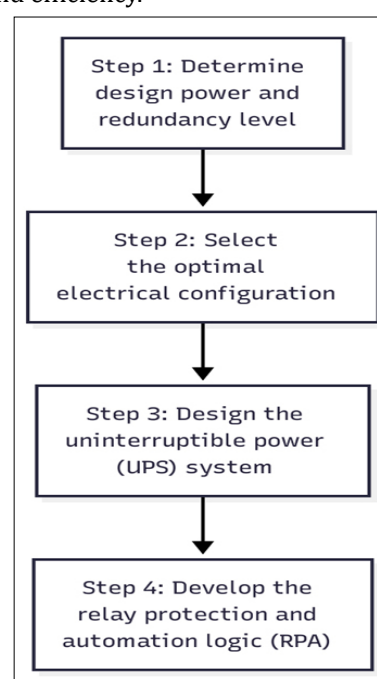 and efficiency.
Step 1: Determine
design power and
redundancy level
Step 2: Select
the optimal
electrical configuration
Step 3: Design the
uninterruptible power
(UPS) system
Step 4: Develop the
relay protection and
automation logic (RPA)